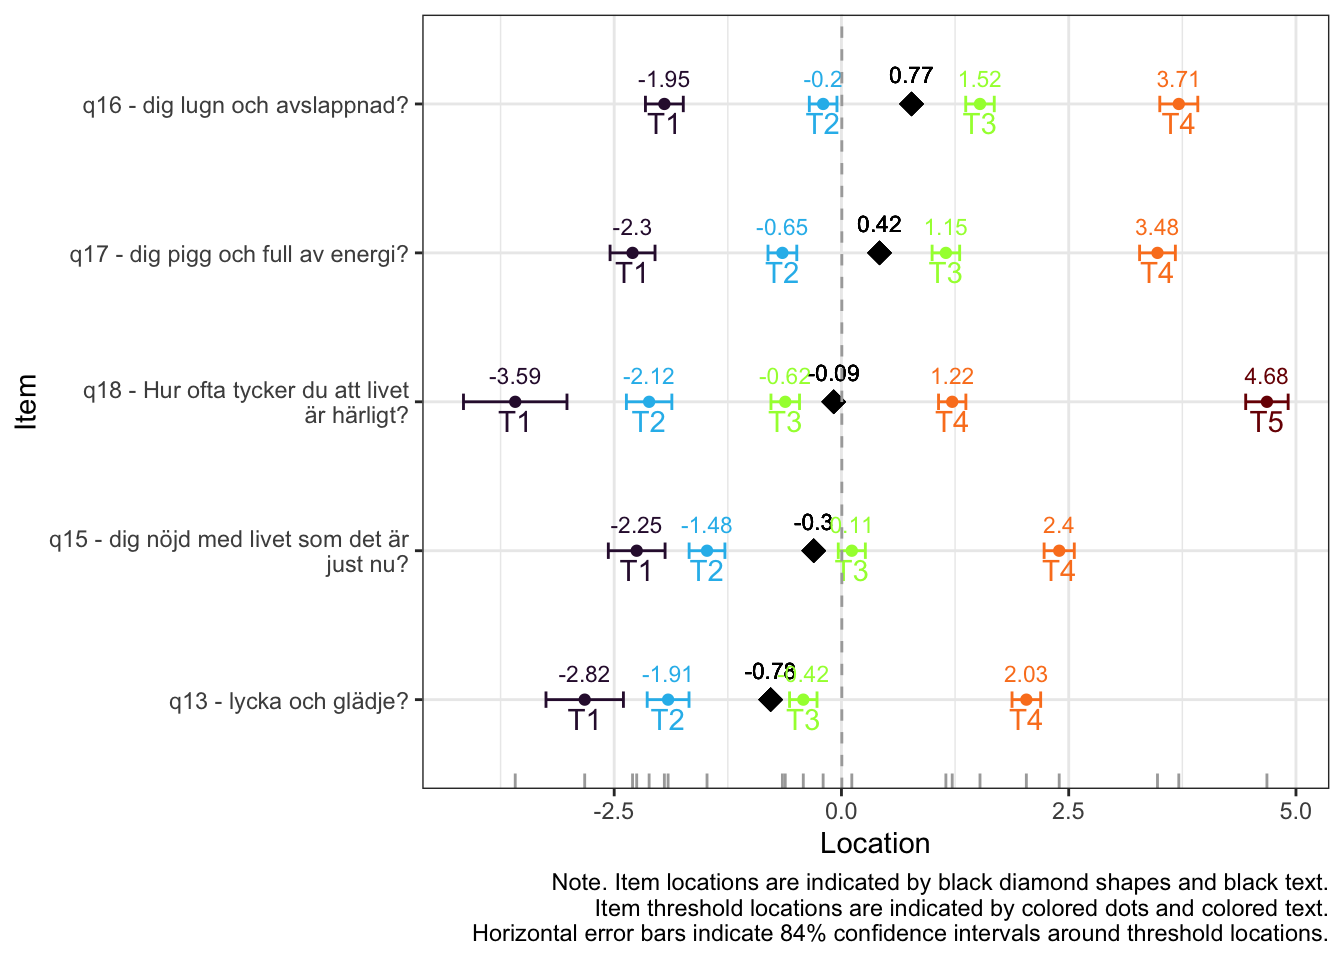 -1.95 -0.2 0.77 1.52 3.71
q16 - dig lugn och avslappnad?
T1 T2 T3 T4
-2.3 -0.65 0.42 1.15 3.48
q17 - dig pigg och full av energi?
T1 T2 T3 T4
-3.59 -2.12 -0.62 -0.09 1.22 4.68
q18 - Hur ofta tycker du att livet
är härligt?
T1 T2 T3 T4 T5
-2.25 -1.48 -0.3 0.11 2.4
q15 - dig nöjd med livet som det är
just nu?
T1 T2 T3 T4
-2.82 -1.91 -0.78 -0.42 2.03
q13 - lycka och glädje?
T1 T2 T3 T4
Item
-2.5 0.0 2.5 5.0
Location
Note. Item locations are indicated by black diamond shapes and black text.
Item threshold locations are indicated by colored dots and colored text.
Horizontal error bars indicate 84% confidence intervals around threshold locations.